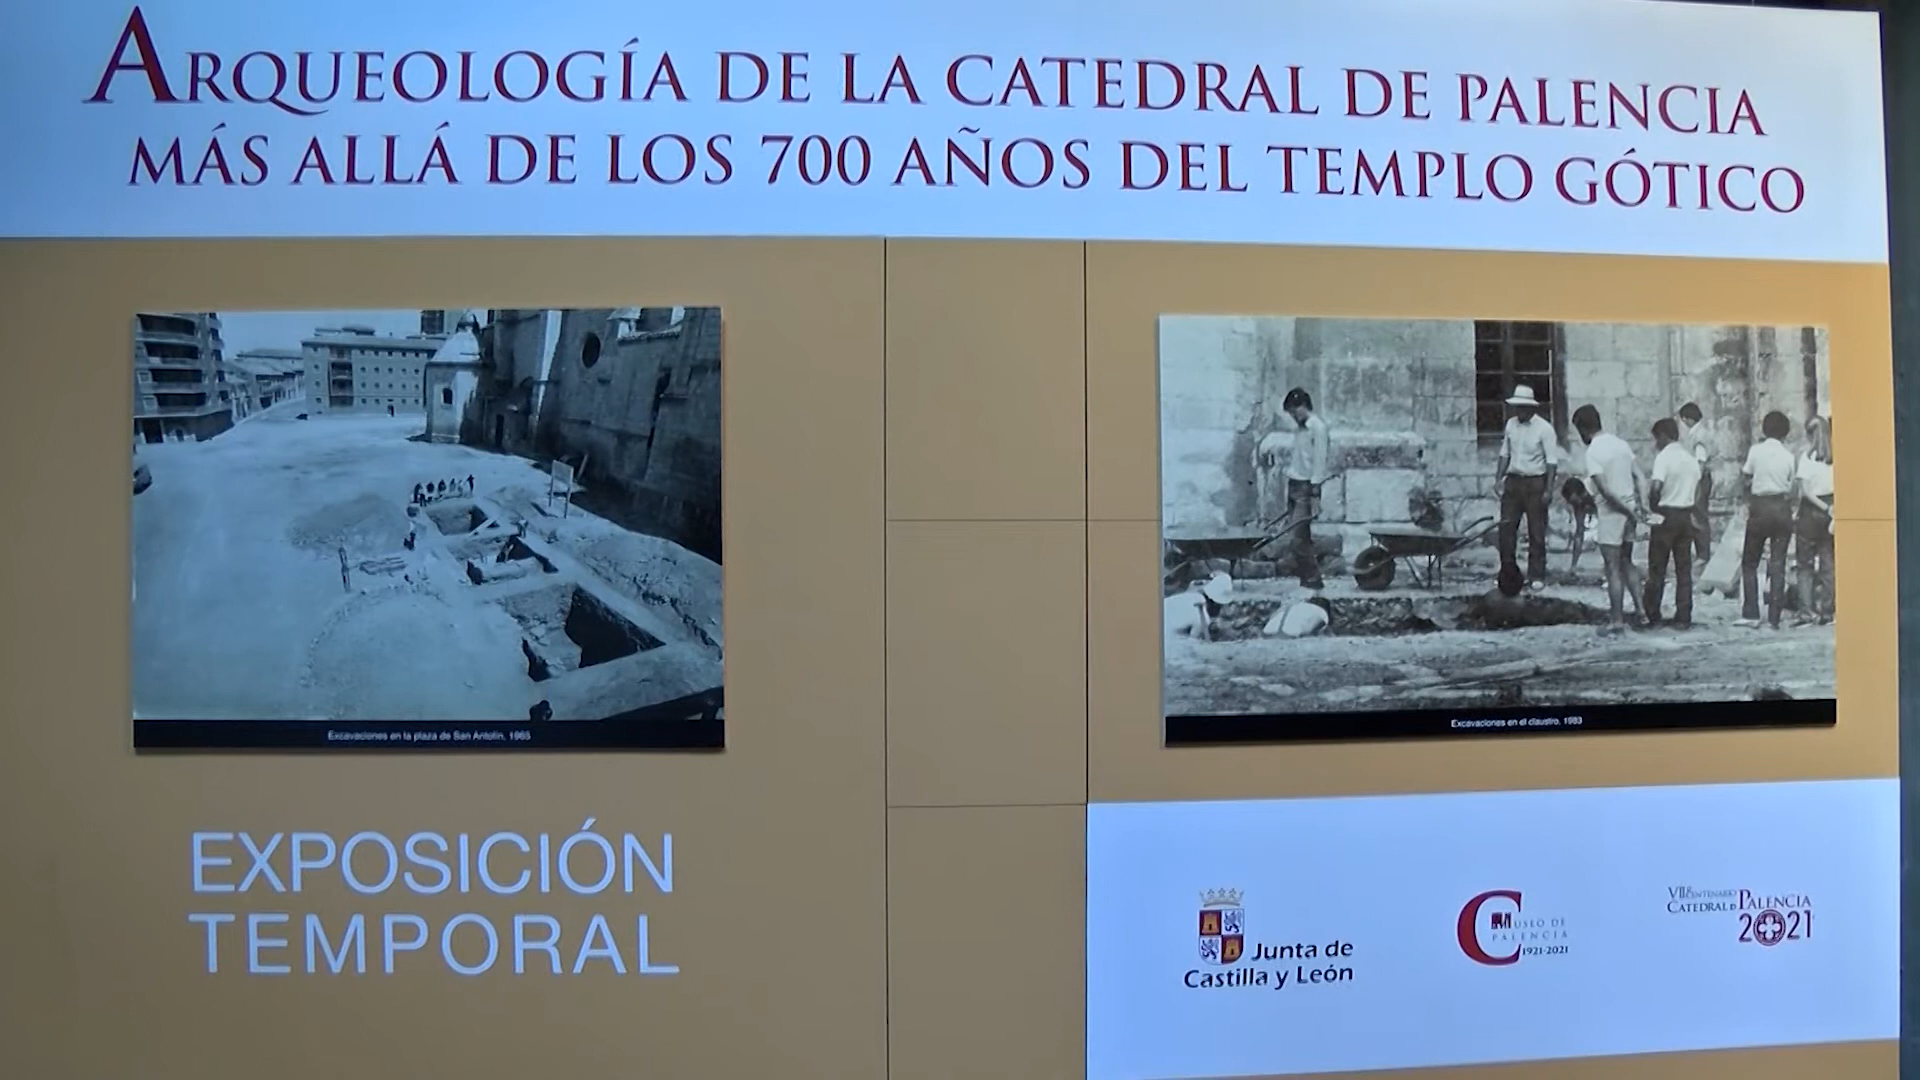 ARQUEOLOGÍA DE LA CATEDRAL DE PALENCIA
MÁS ALLÁ DE LOS 700 AÑOS DEL TEMPLO GÓTICO
Excavaciones en la plaza de San Antolín, 1965
Excavaciones en el claustro, 1983
EXPOSICIÓN
TEMPORAL
Junta de
Castilla y León
MUSEO DE
PALENCIA
1921-2021
VII CENTENARIO
CATEDRAL D PALENCIA
2021